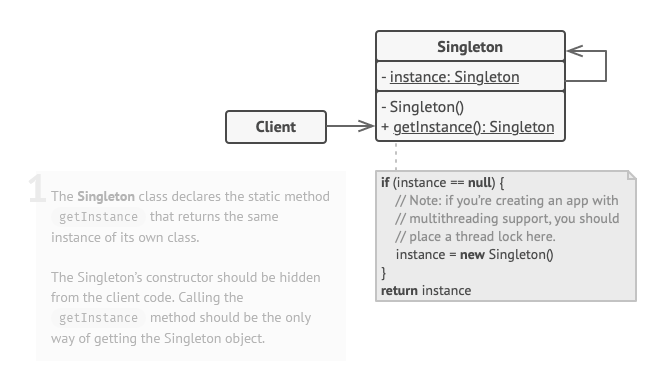 Singleton
- instance: Singleton
- Singleton()
+ getInstance(): Singleton
Client
1
The Singleton class declares the static method
getInstance that returns the same
instance of its own class.
The Singleton's constructor should be hidden
from the client code. Calling the
getInstance method should be the only
way of getting the Singleton object.
if (instance == null) {
// Note: if you're creating an app with
// multithreading support, you should
// place a thread lock here.
instance = new Singleton()
}
return instance